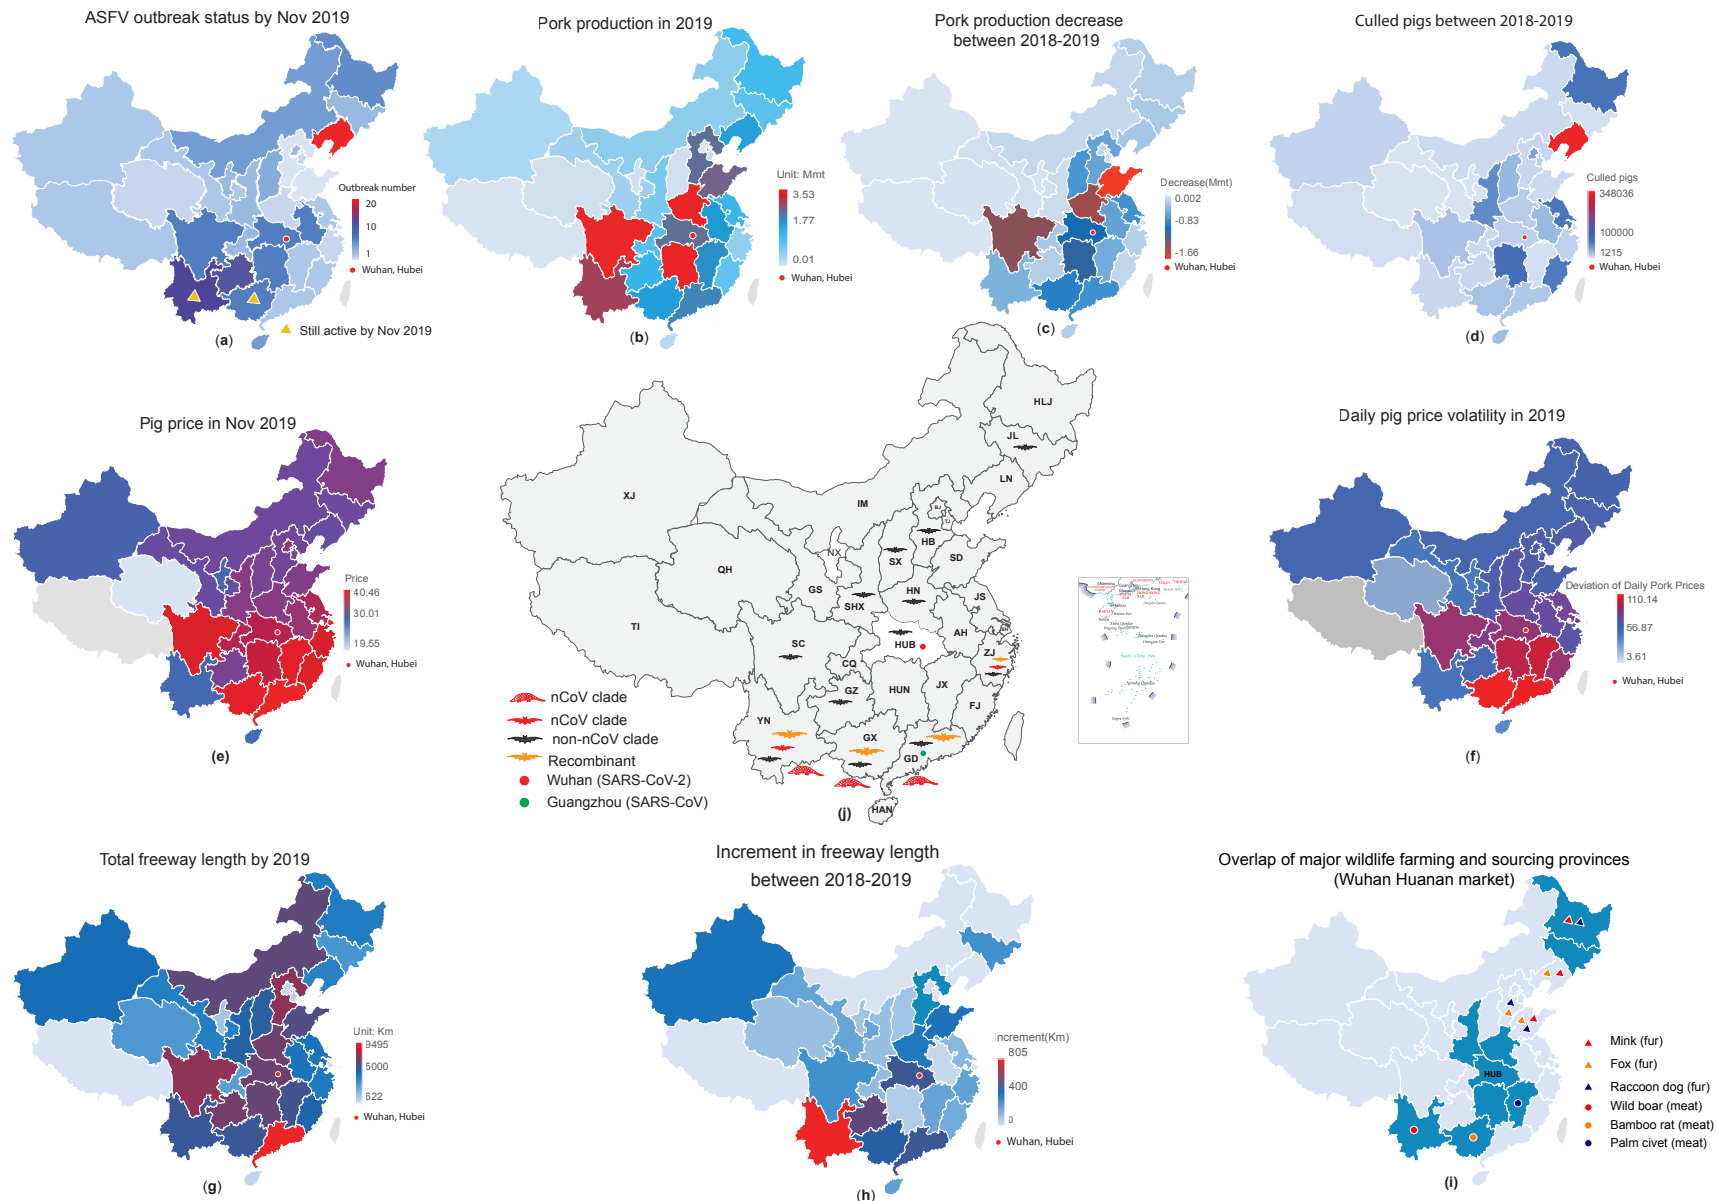 ASFV outbreak status by Nov 2019
Outbreak number
20
10
1
Wuhan, Hubei
Still active by Nov 2019
(a)
Pork production in 2019
Unit: Mmt
3.53
1.77
0.01
Wuhan, Hubei
(b)
Pork production decrease
between 2018-2019
Decrease(Mmt)
0.002
-0.83
-1.66
Wuhan, Hubei
(c)
Culled pigs between 2018-2019
Culled pigs
348036
100000
1215
Wuhan, Hubei
(d)
Pig price in Nov 2019
Price
40.46
30.01
19.55
Wuhan, Hubei
(e)
HLJ
JL
LN
XJ
IM
BJ
TJ
HB
NX
SX
SD
QH
GS
SHX
HN
JS
TI
SC
HUB
AH
SH
CQ
ZJ
GZ
HUN
JX
YN
GX
FJ
GD
HAN
nCoV clade
nCoV clade
non-nCoV clade
Recombinant
Wuhan (SARS-CoV-2)
Guangzhou (SARS-CoV)
(j)
South China Sea
Daily pig price volatility in 2019
Deviation of Daily Pork Prices
110.14
56.87
3.61
Wuhan, Hubei
(f)
Total freeway length by 2019
Unit: Km
9495
5000
622
Wuhan, Hubei
(g)
Increment in freeway length
between 2018-2019
Increment(Km)
805
400
0
Wuhan, Hubei
(h)
Overlap of major wildlife farming and sourcing provinces
(Wuhan Huanan market)
HUB
Mink (fur)
Fox (fur)
Raccoon dog (fur)
Wild boar (meat)
Bamboo rat (meat)
Palm civet (meat)
(i)